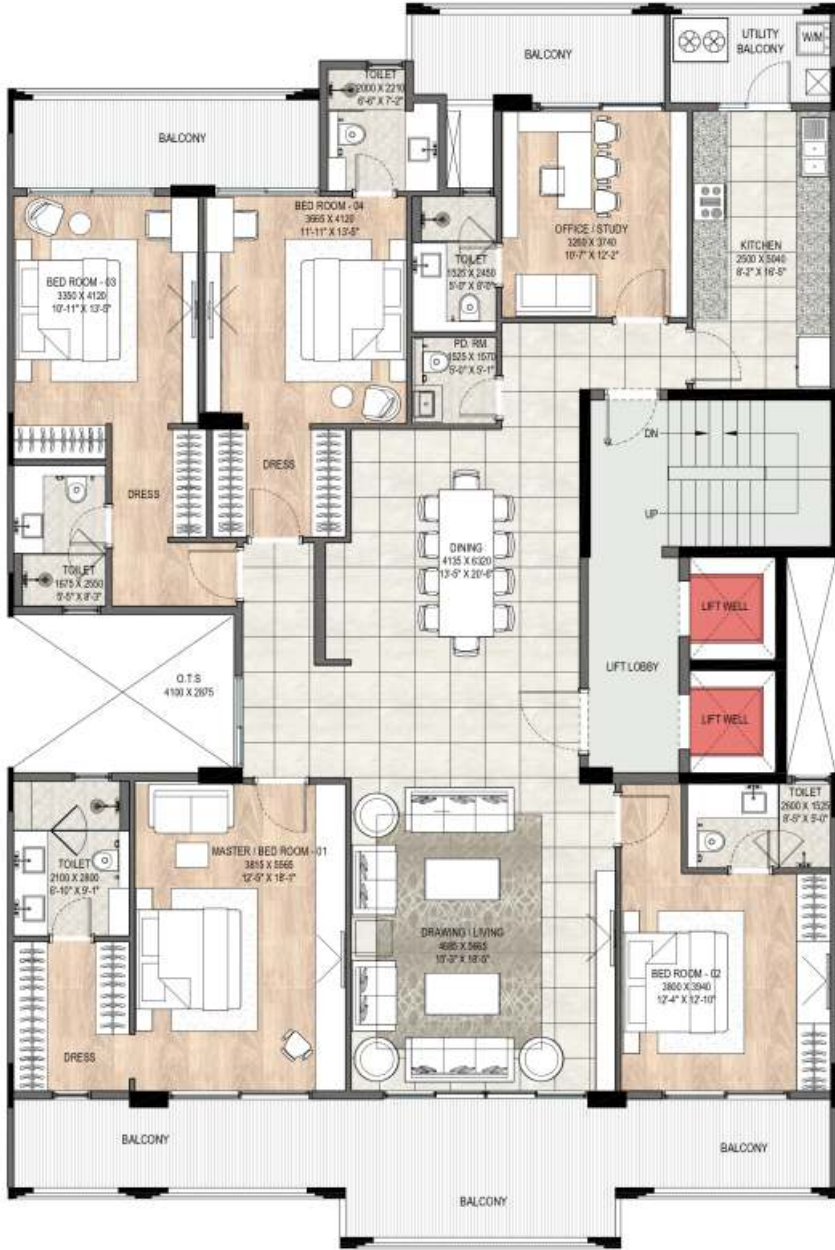 BALCONY
UTILITY
BALCONY
W/M
TOILET
2000 X 2210
6'-6" X 7'-2"
BALCONY
BED ROOM - 04
3665 X 4120
11'-11" X 13'-5"
OFFICE / STUDY
3260 X 3740
10'-7" X 12'-2"
KITCHEN
2500 X 5040
8'-2" X 16'-5"
TOILET
1525 X 2450
5'-0" X 8'-0"
BED ROOM - 03
3350 X 4120
10'-11" X 13'-5"
PD. RM
1525 X 1570
5'-0" X 5'-1"
DN
UP
DRESS
DRESS
DINING
4135 X 6320
13'-5" X 20'-6"
TOILET
1675 X 2550
5'-5" X 8'-3"
LIFT WELL
LIFT LOBBY
O.T.S
4100 X 2875
LIFT WELL
TOILET
2600 X 1525
8'-5" X 5'-0"
MASTER / BED ROOM - 01
3815 X 5565
12'-5" X 18'-1"
TOILET
2100 X 2800
6'-10" X 9'-1"
DRAWING / LIVING
4685 X 5665
15'-3" X 18'-5"
BED ROOM - 02
3800 X 3940
12'-4" X 12'-10"
DRESS
BALCONY
BALCONY
BALCONY